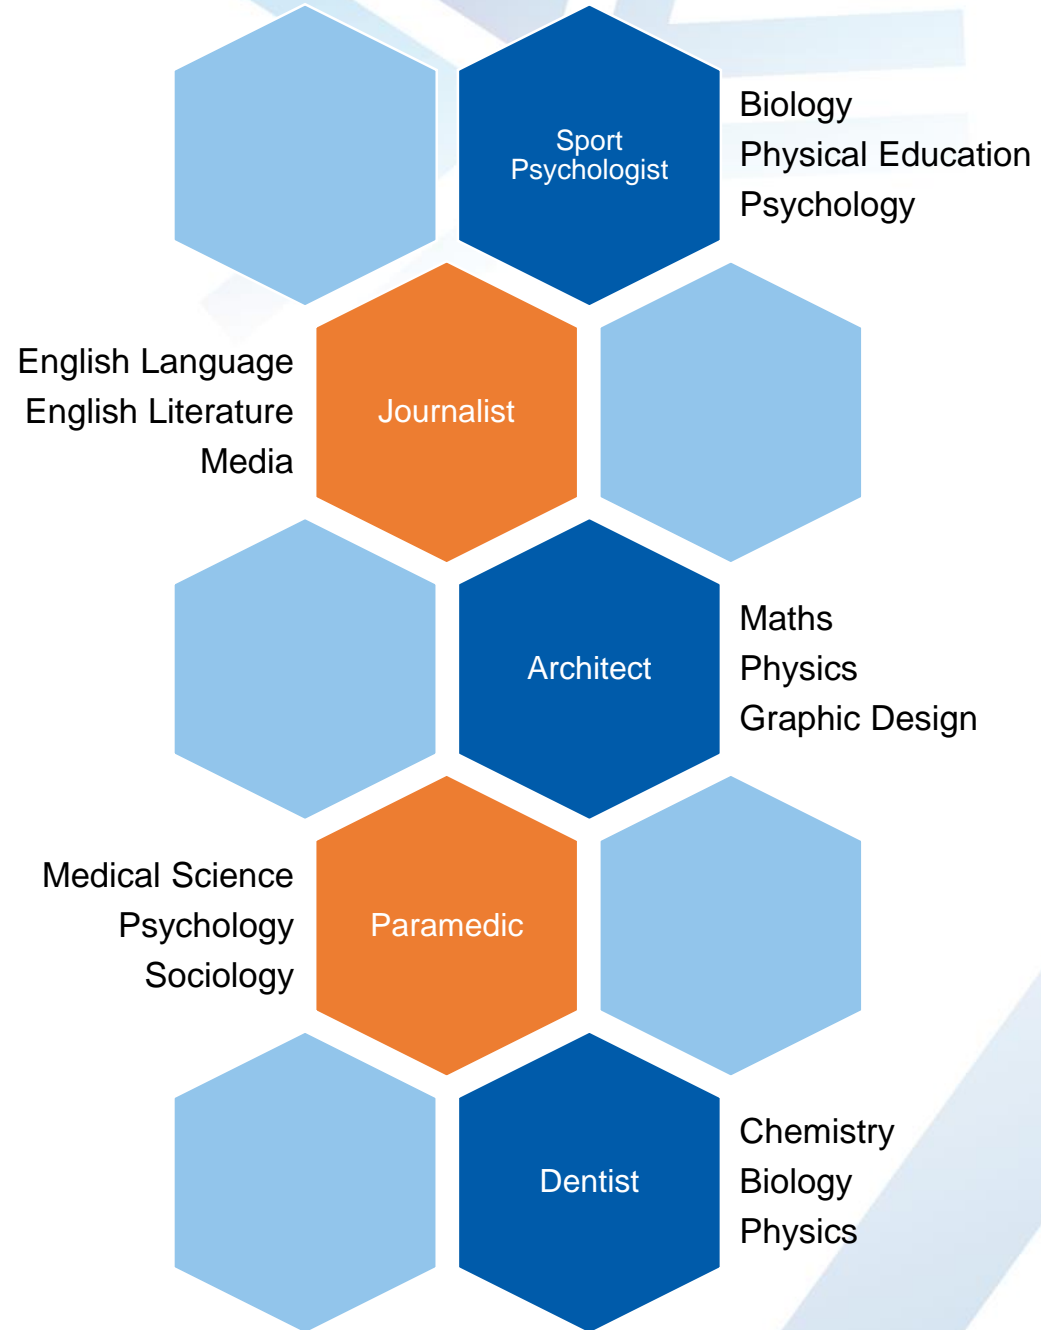 Sport
Psychologist
Biology
Physical Education
Psychology
English Language
English Literature
Media
Journalist
Architect
Maths
Physics
Graphic Design
Medical Science
Psychology
Sociology
Paramedic
Dentist
Chemistry
Biology
Physics